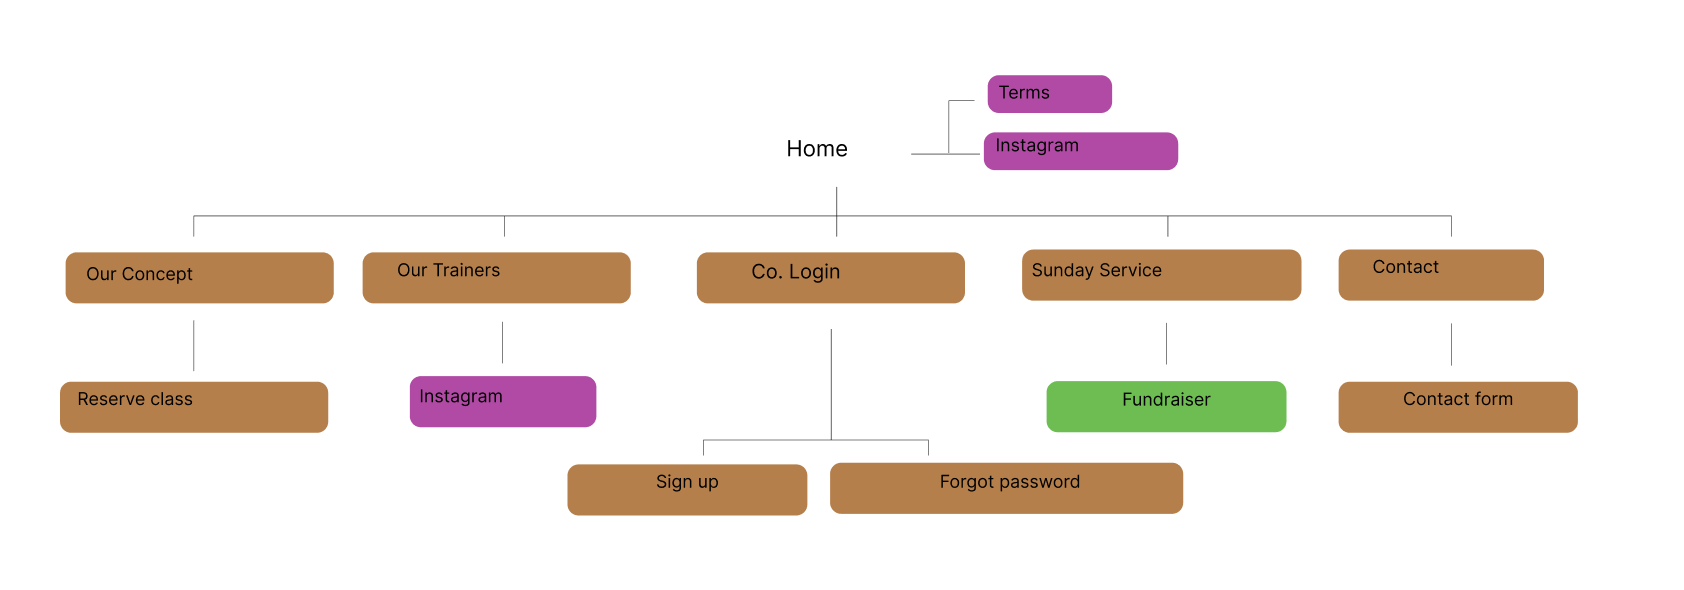 Terms
Instagram
Home
Our Concept
Our Trainers
Co. Login
Sunday Service
Contact
Reserve class
Instagram
Fundraiser
Contact form
Sign up
Forgot password